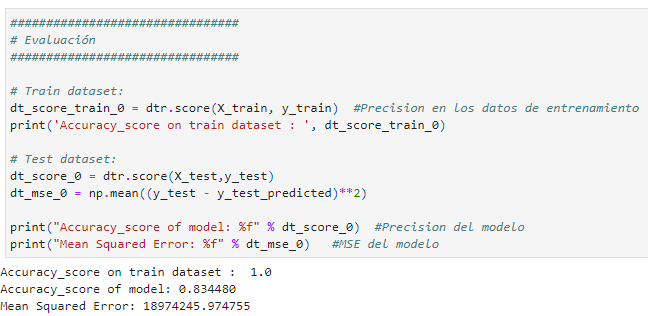 ################################
# Evaluación
################################
# Train dataset:
dt_score_train_0 = dtr.score(X_train, y_train)  #Precision en los datos de entrenamiento
print('Accuracy_score on train dataset : ', dt_score_train_0)
# Test dataset:
dt_score_0 = dtr.score(X_test,y_test)
dt_mse_0 = np.mean((y_test - y_test_predicted)**2)
print("Accuracy_score of model: %f" % dt_score_0)  #Precision del modelo
print("Mean Squared Error: %f" % dt_mse_0)   #MSE del modelo
Accuracy_score on train dataset :  1.0
Accuracy_score of model: 0.834480
Mean Squared Error: 18974245.974755